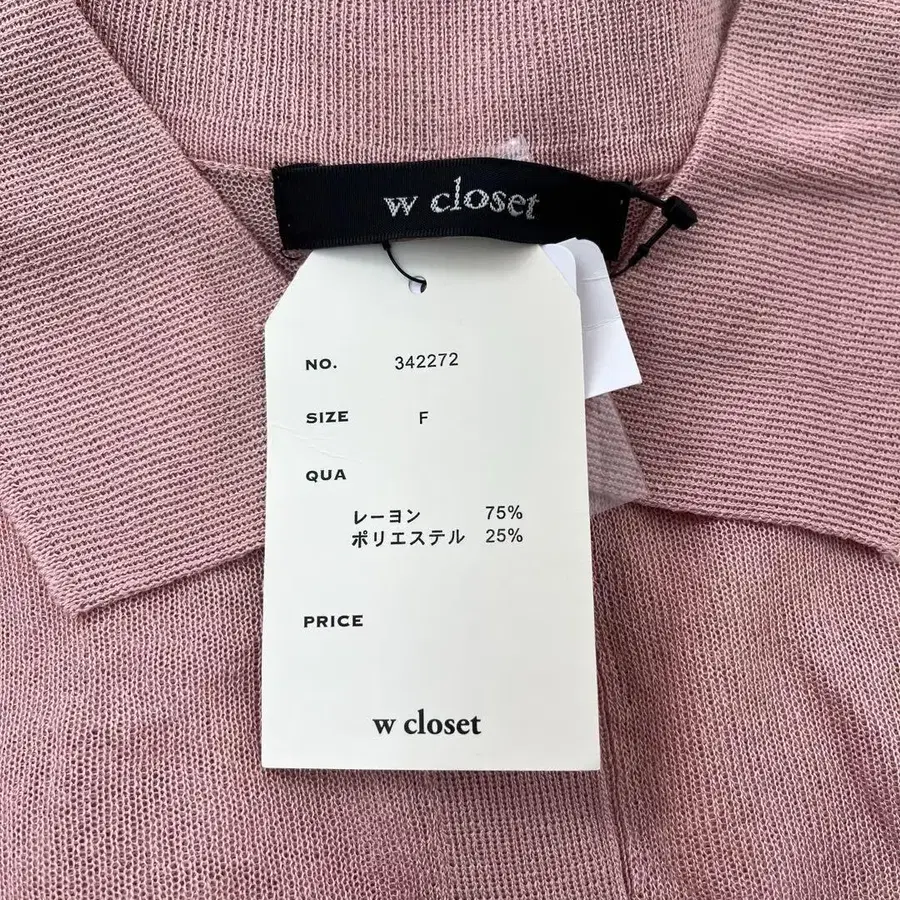 w closet
NO. 342272
SIZE F
QUA
レーヨン 75%
ポリエステル 25%
PRICE
w closet